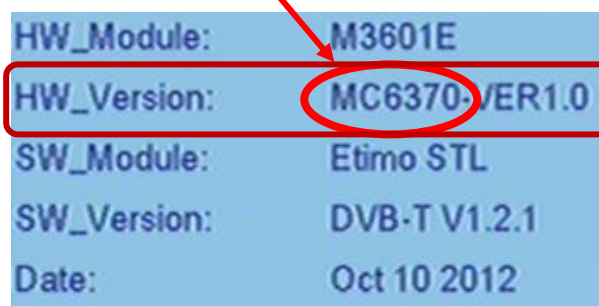 HW_Module: M3601E
HW_Version: MC6370-VER1.0
SW_Module: Etimo STL
SW_Version: DVB-T V1.2.1
Date: Oct 10 2012